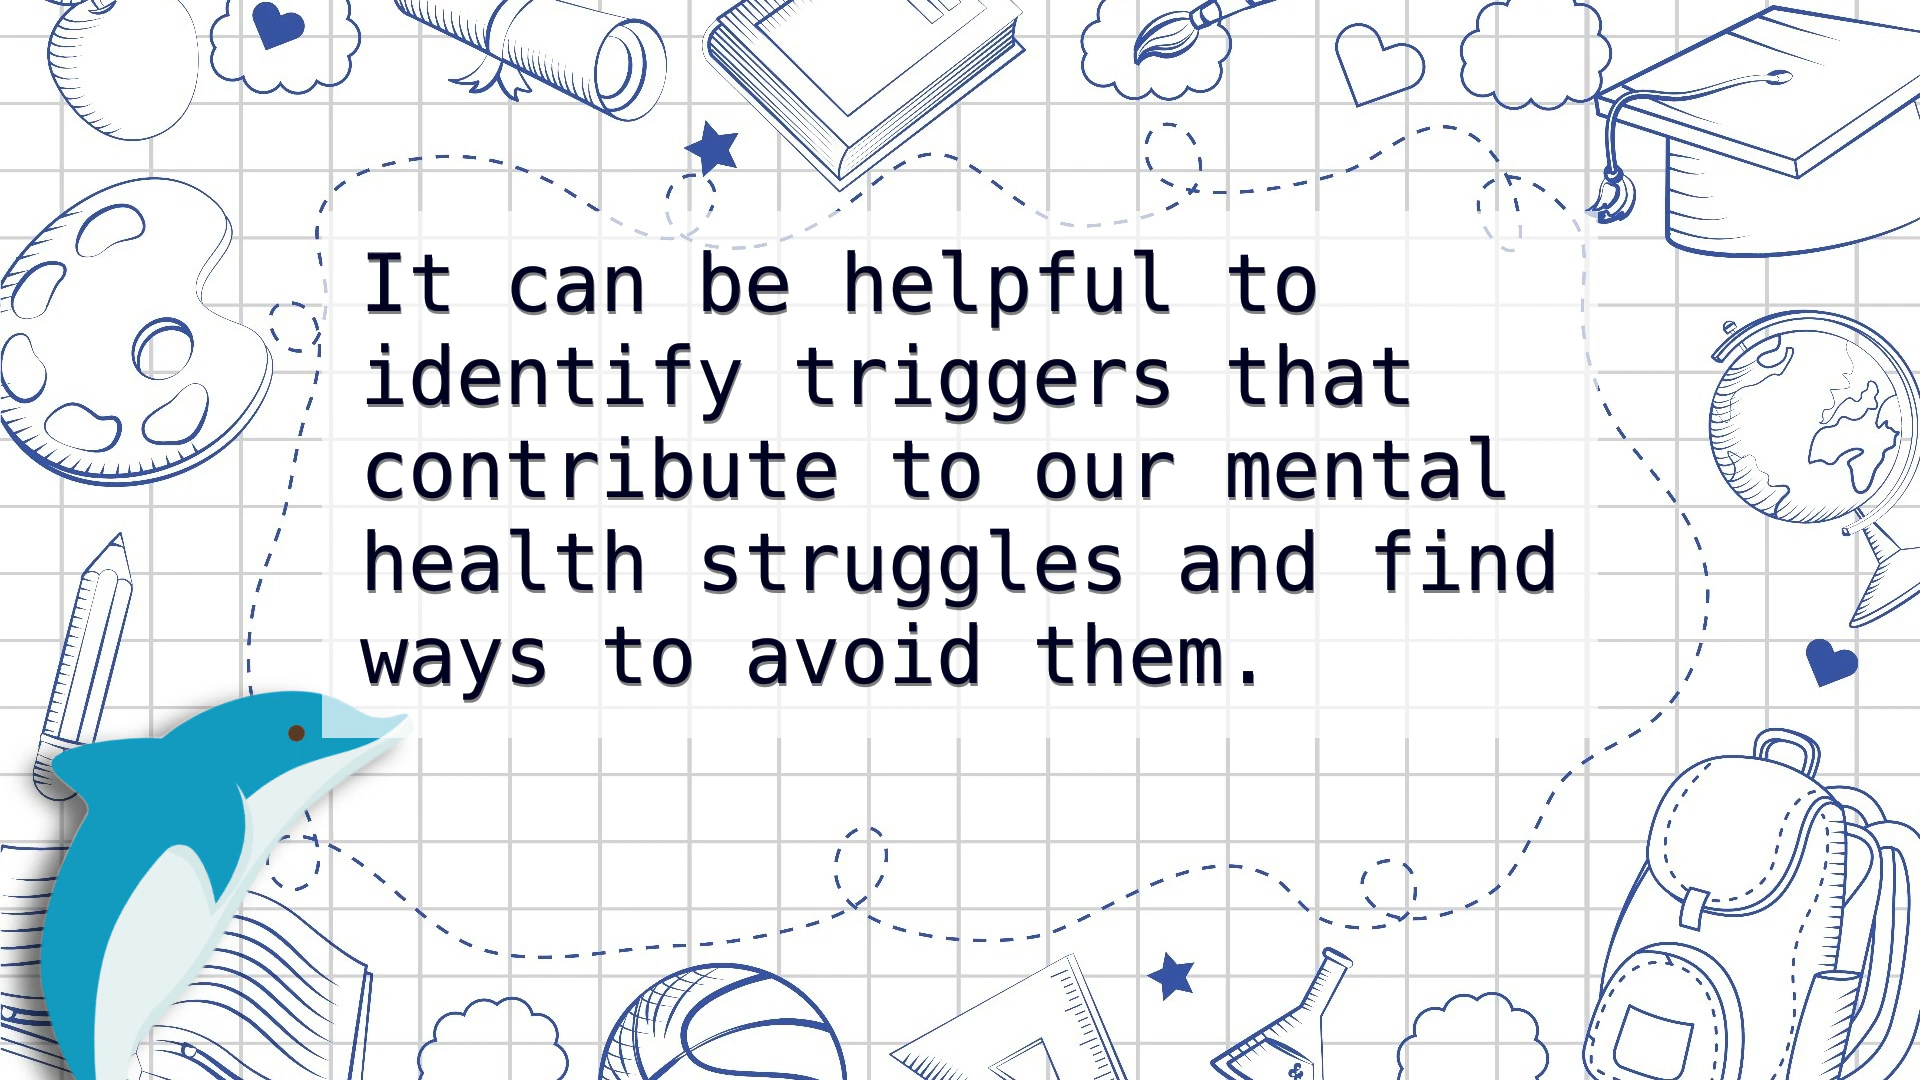 It can be helpful to
identify triggers that
contribute to our mental
health struggles and find
ways to avoid them.